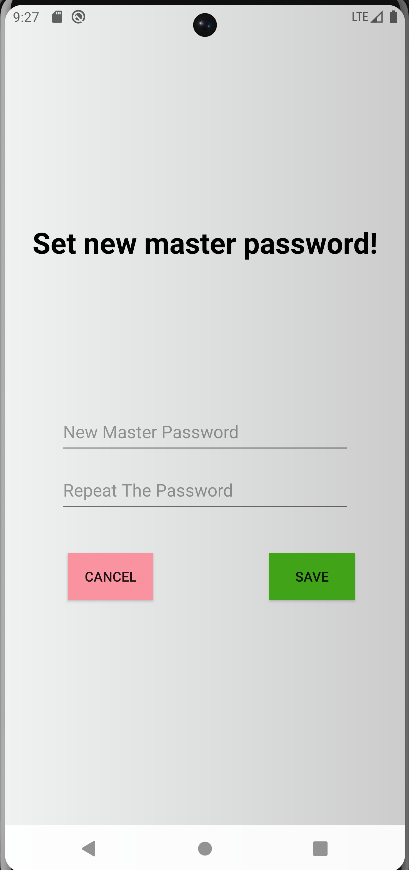 9:27 LTE
Set new master password!
New Master Password
Repeat The Password
CANCEL SAVE